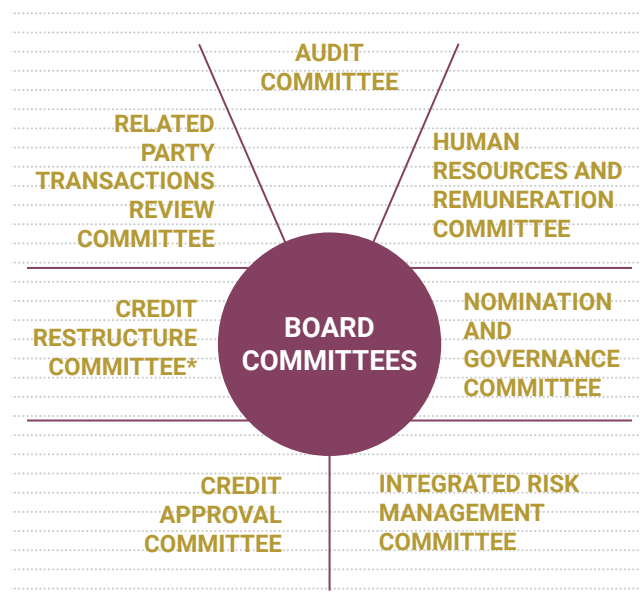 AUDIT
COMMITTEE
RELATED
PARTY
TRANSACTIONS
REVIEW
COMMITTEE
HUMAN
RESOURCES AND
REMUNERATION
COMMITTEE
CREDIT
RESTRUCTURE
COMMITTEE*
BOARD
COMMITTEES
NOMINATION
AND
GOVERNANCE
COMMITTEE
CREDIT
APPROVAL
COMMITTEE
INTEGRATED RISK
MANAGEMENT
COMMITTEE